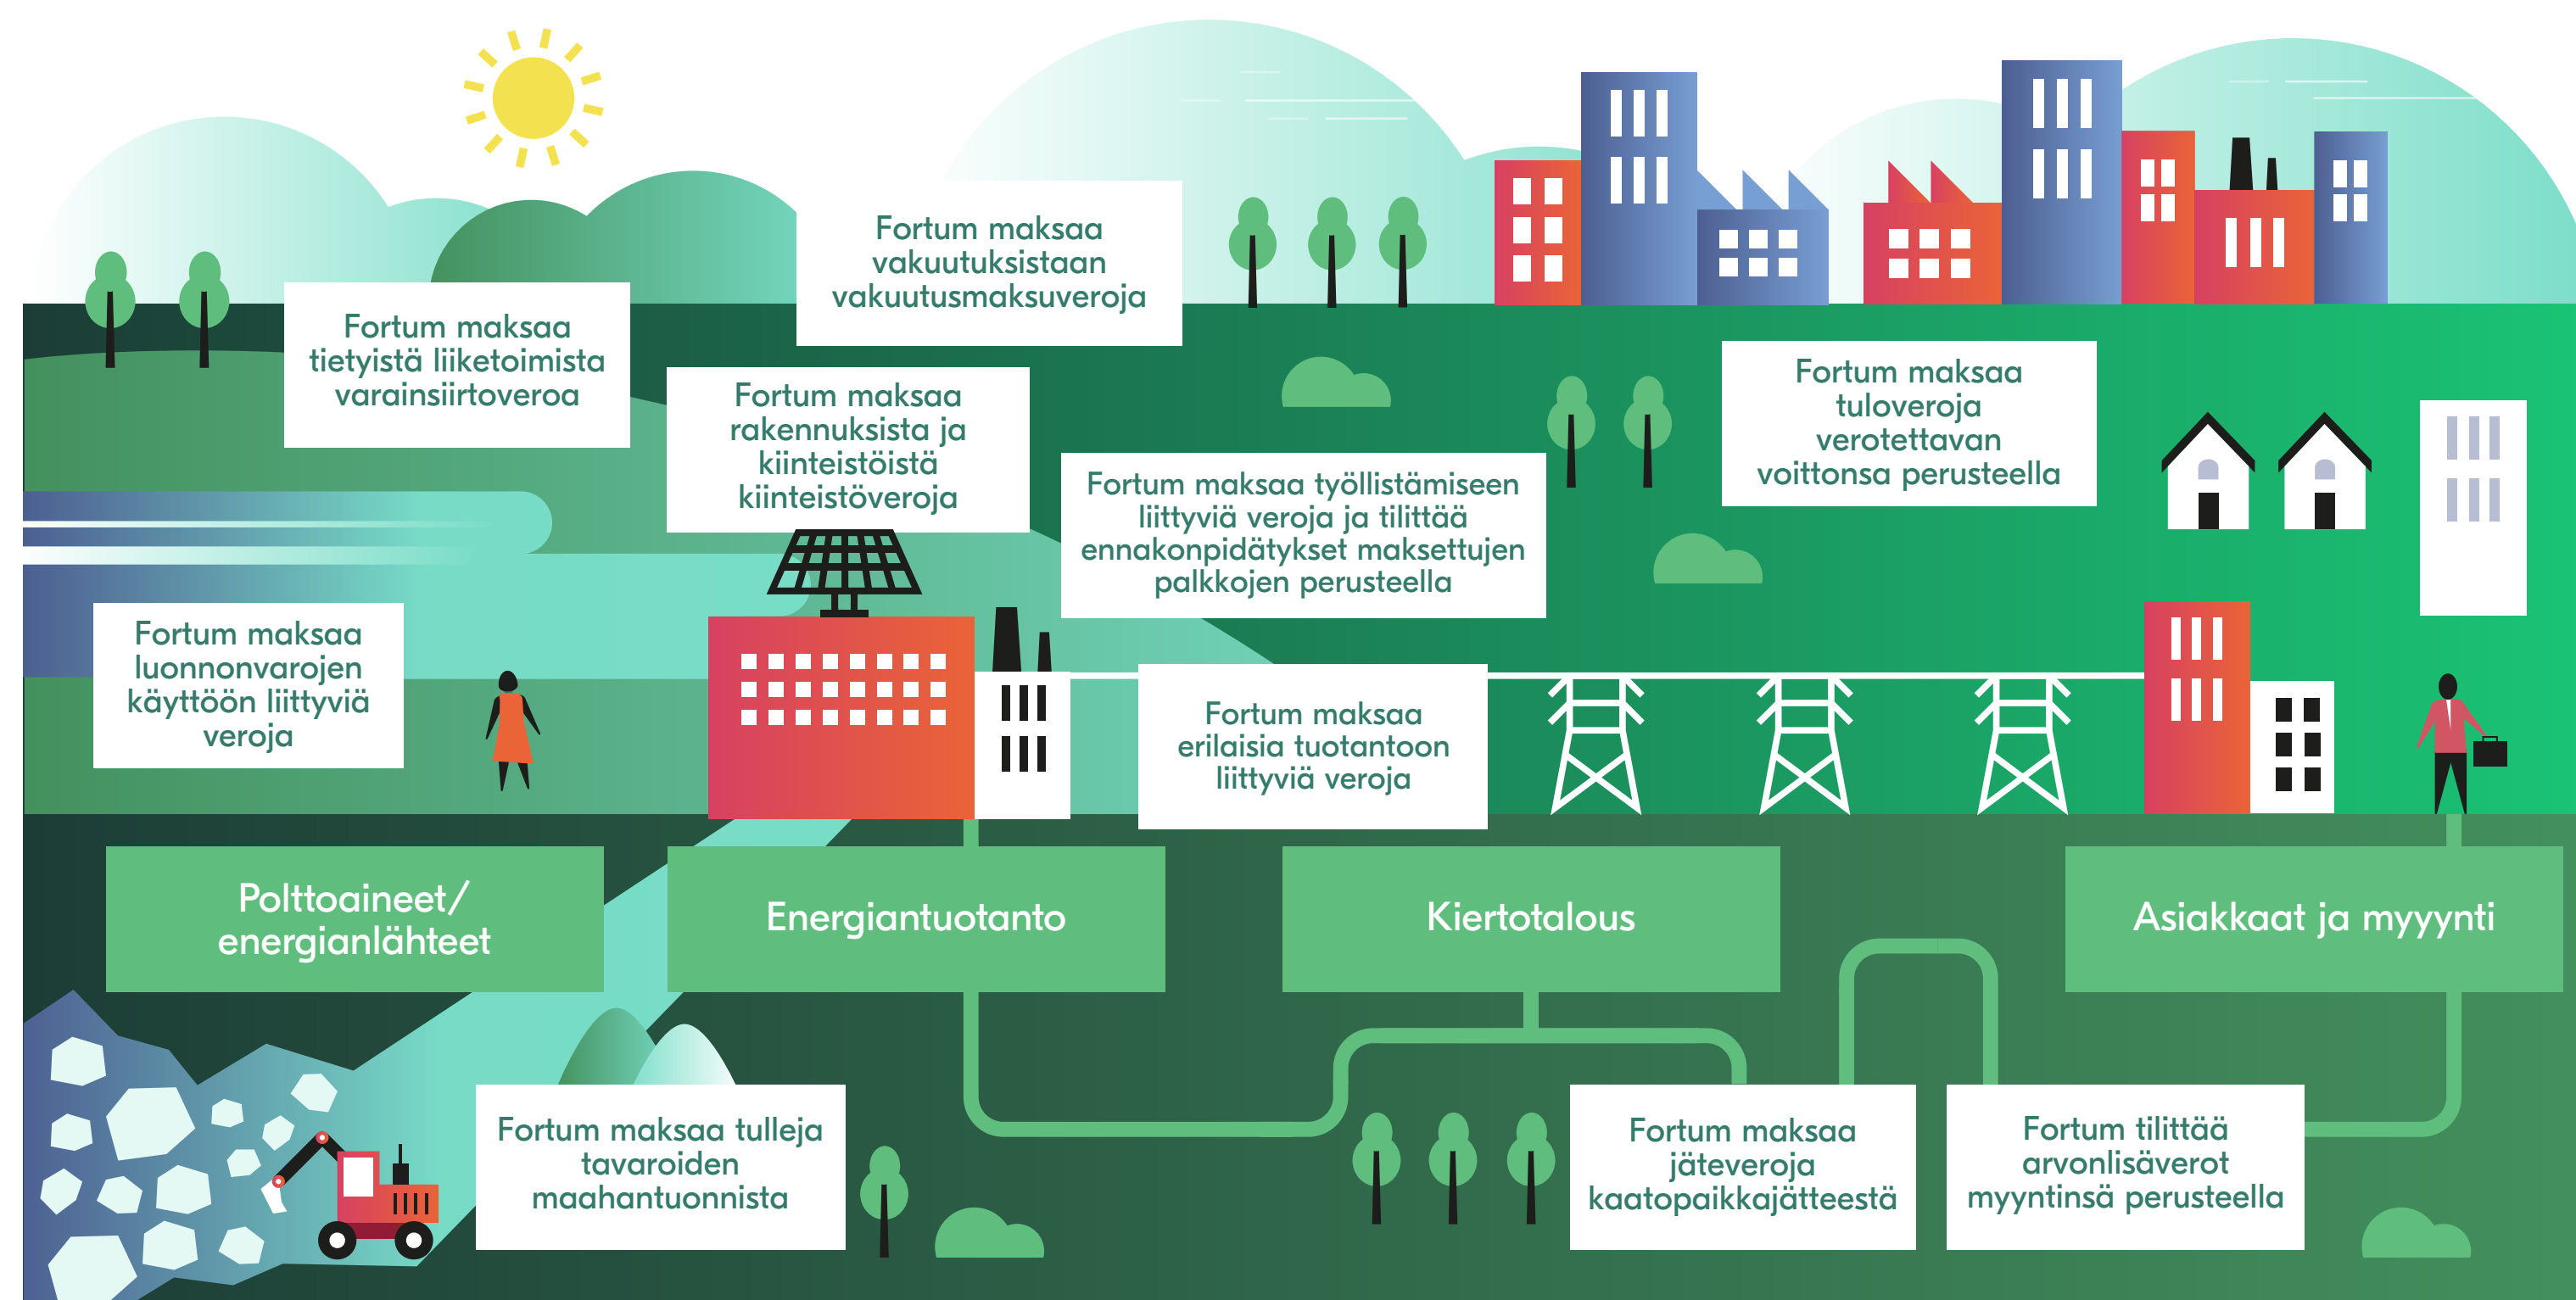 Fortum maksaa
vakuutuksistaan
vakuutusmaksuveroja
Fortum maksaa
tietyistä liiketoimista
varainsiirtoveroa
Fortum maksaa
rakennuksista ja
kiinteistöistä
kiinteistöveroja
Fortum maksaa
tuloveroja
verotettavan
voittonsa perusteella
Fortum maksaa työllistämiseen
liittyviä veroja ja tilittää
ennakonpidätykset maksettujen
palkkojen perusteella
Fortum maksaa
luonnonvarojen
käyttöön liittyviä
veroja
Fortum maksaa
erilaisia tuotantoon
liittyviä veroja
Polttoaineet/
energianlähteet
Energiantuotanto
Kiertotalous
Asiakkaat ja myyynti
Fortum maksaa tulleja
tavaroiden
maahantuonnista
Fortum maksaa
jäteveroja
kaatopaikkajätteestä
Fortum tilittää
arvonlisäverot
myyntinsä perusteella